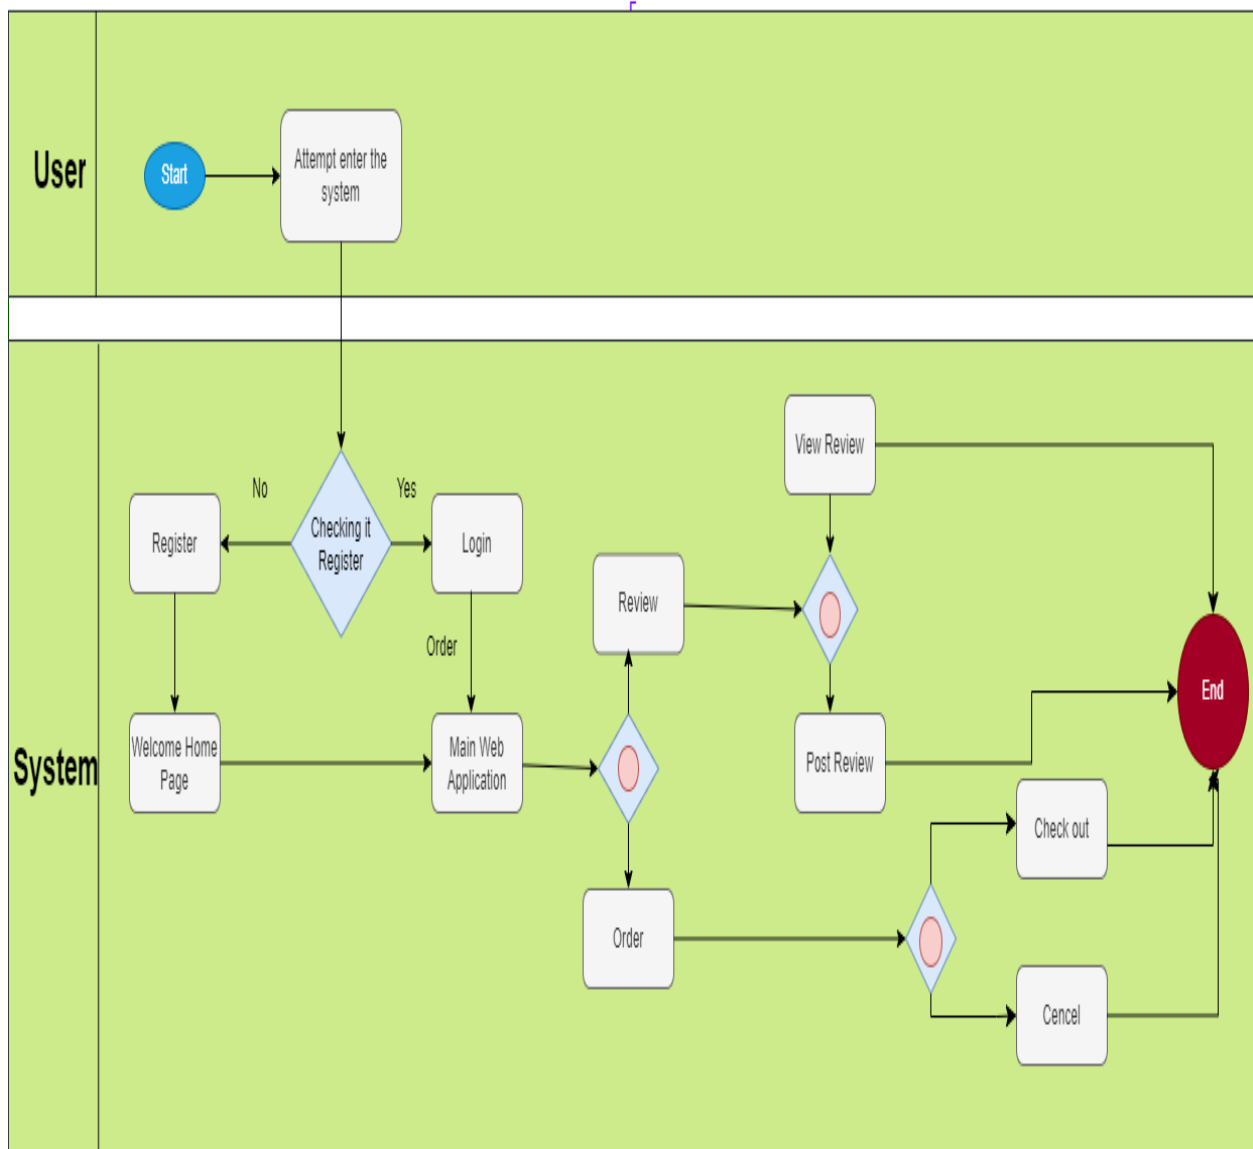 User
Start
Attempt enter the
system
System
No
Yes
Checking it
Register
Register
Login
Order
Welcome Home
Page
Main Web
Application
Review
View Review
Post Review
Order
Check out
Cencel
End